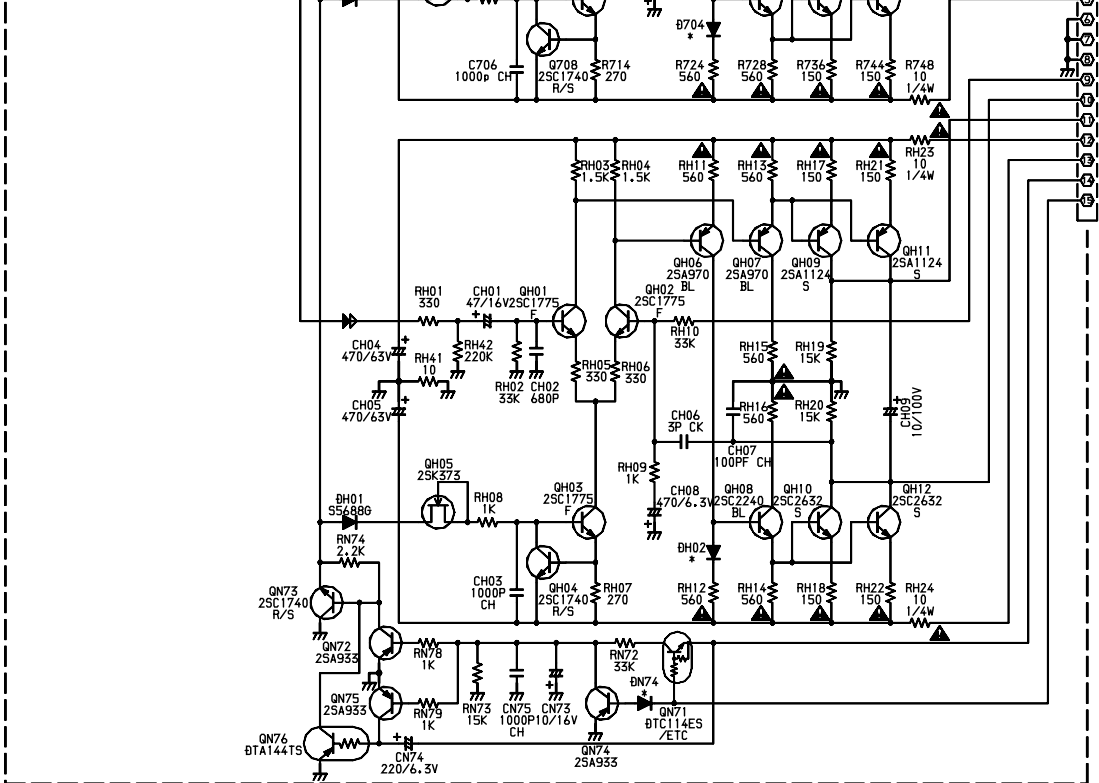 6
7
8
9
10
11
12
13
14
15
Ð704
*
C706
1000p CH
Q708
2SC1740
R/S
R714
270
R724
560
R728
560
R736
150
R744
150
R748
10
1/4W
RH03
1.5K
RH04
1.5K
RH11
560
RH13
560
RH17
150
RH21
150
RH23
10
1/4W
QH06
2SA970
BL
QH07
2SA970
BL
QH09
2SA1124
S
QH11
2SA1124
S
RH01
330
CH01
47/16V
QH01
2SC1775
F
QH02
2SC1775
F
RH10
33K
CH04
470/63V
RH41
10
RH42
220K
RH02
33K
CH02
680P
RH05
330
RH06
330
RH15
560
RH19
15K
CH05
470/63V
CH06
3P CK
RH16
560
RH20
15K
CH09
10/100V
CH07
100PF CH
QH05
2SK373
RH09
1K
CH08
470/6.3V
ÐH01
S5688G
RH08
1K
QH03
2SC1775
F
QH08
2SC2240
BL
QH10
2SC2632
S
QH12
2SC2632
S
RN74
2.2K
ÐH02
*
QN73
2SC1740
R/S
CH03
1000P
CH
QH04
2SC1740
R/S
RH07
270
RH12
560
RH14
560
RH18
150
RH22
150
RH24
10
1/4W
QN72
2SA933
RN78
1K
RN72
33K
QN75
2SA933
RN79
1K
RN73
15K
CN75
1000P
CH
CN73
10/16V
ÐN74
*
QN71
ÐTC114ES
/ETC
QN76
ÐTA144TS
CN74
220/6.3V
QN74
2SA933